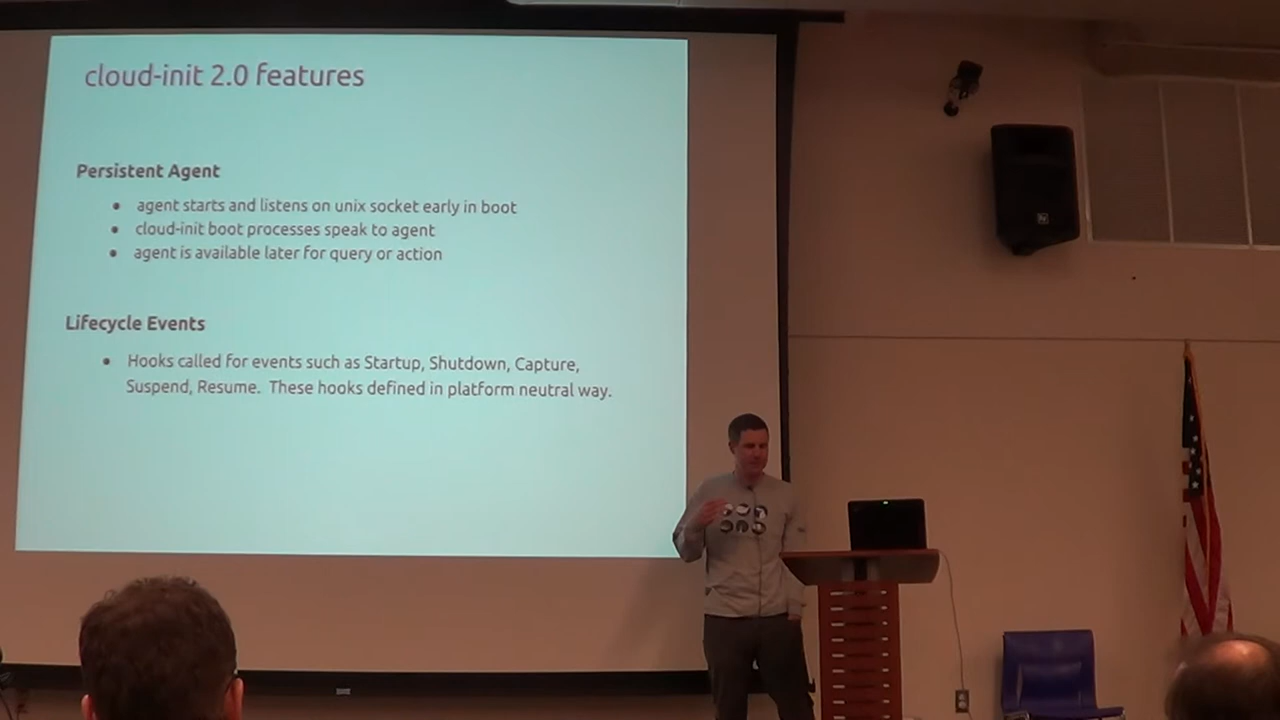 cloud-init 2.0 features
Persistent Agent
• agent starts and listens on unix socket early in boot
• cloud-init boot processes speak to agent
• agent is available later for query or action
Lifecycle Events
• Hooks called for events such as Startup, Shutdown, Capture,
Suspend, Resume. These hooks defined in platform neutral way.